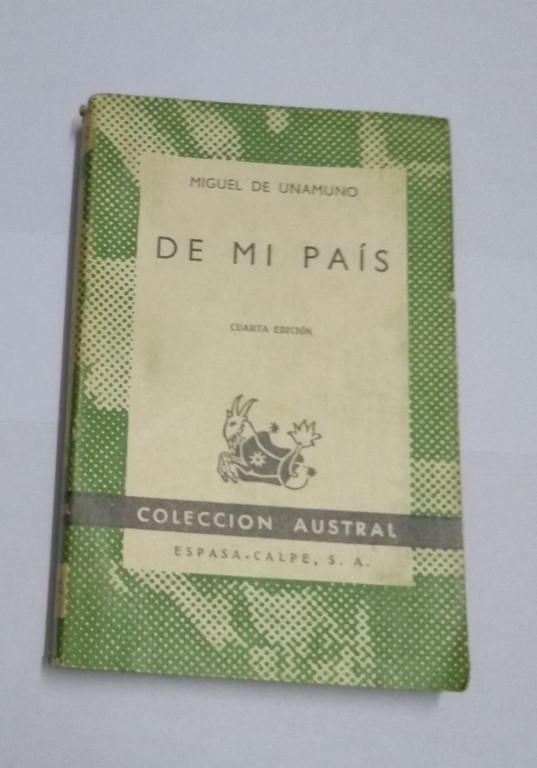 MIGUEL DE UNAMUNO
DE MI PAÍS
CUARTA EDICIÓN
COLECCION AUSTRAL
ESPASA-CALPE, S. A.